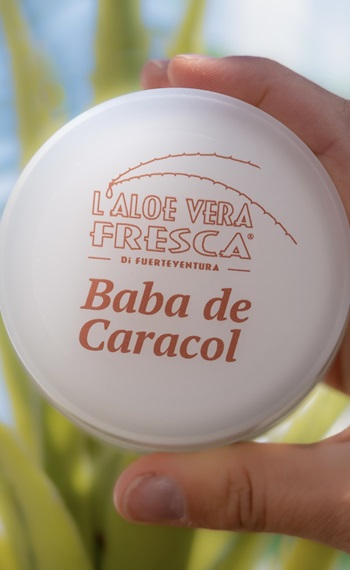 L'ALOE VERA
FRESCA®
Di FUERTEVENTURA
Baba de
Caracol